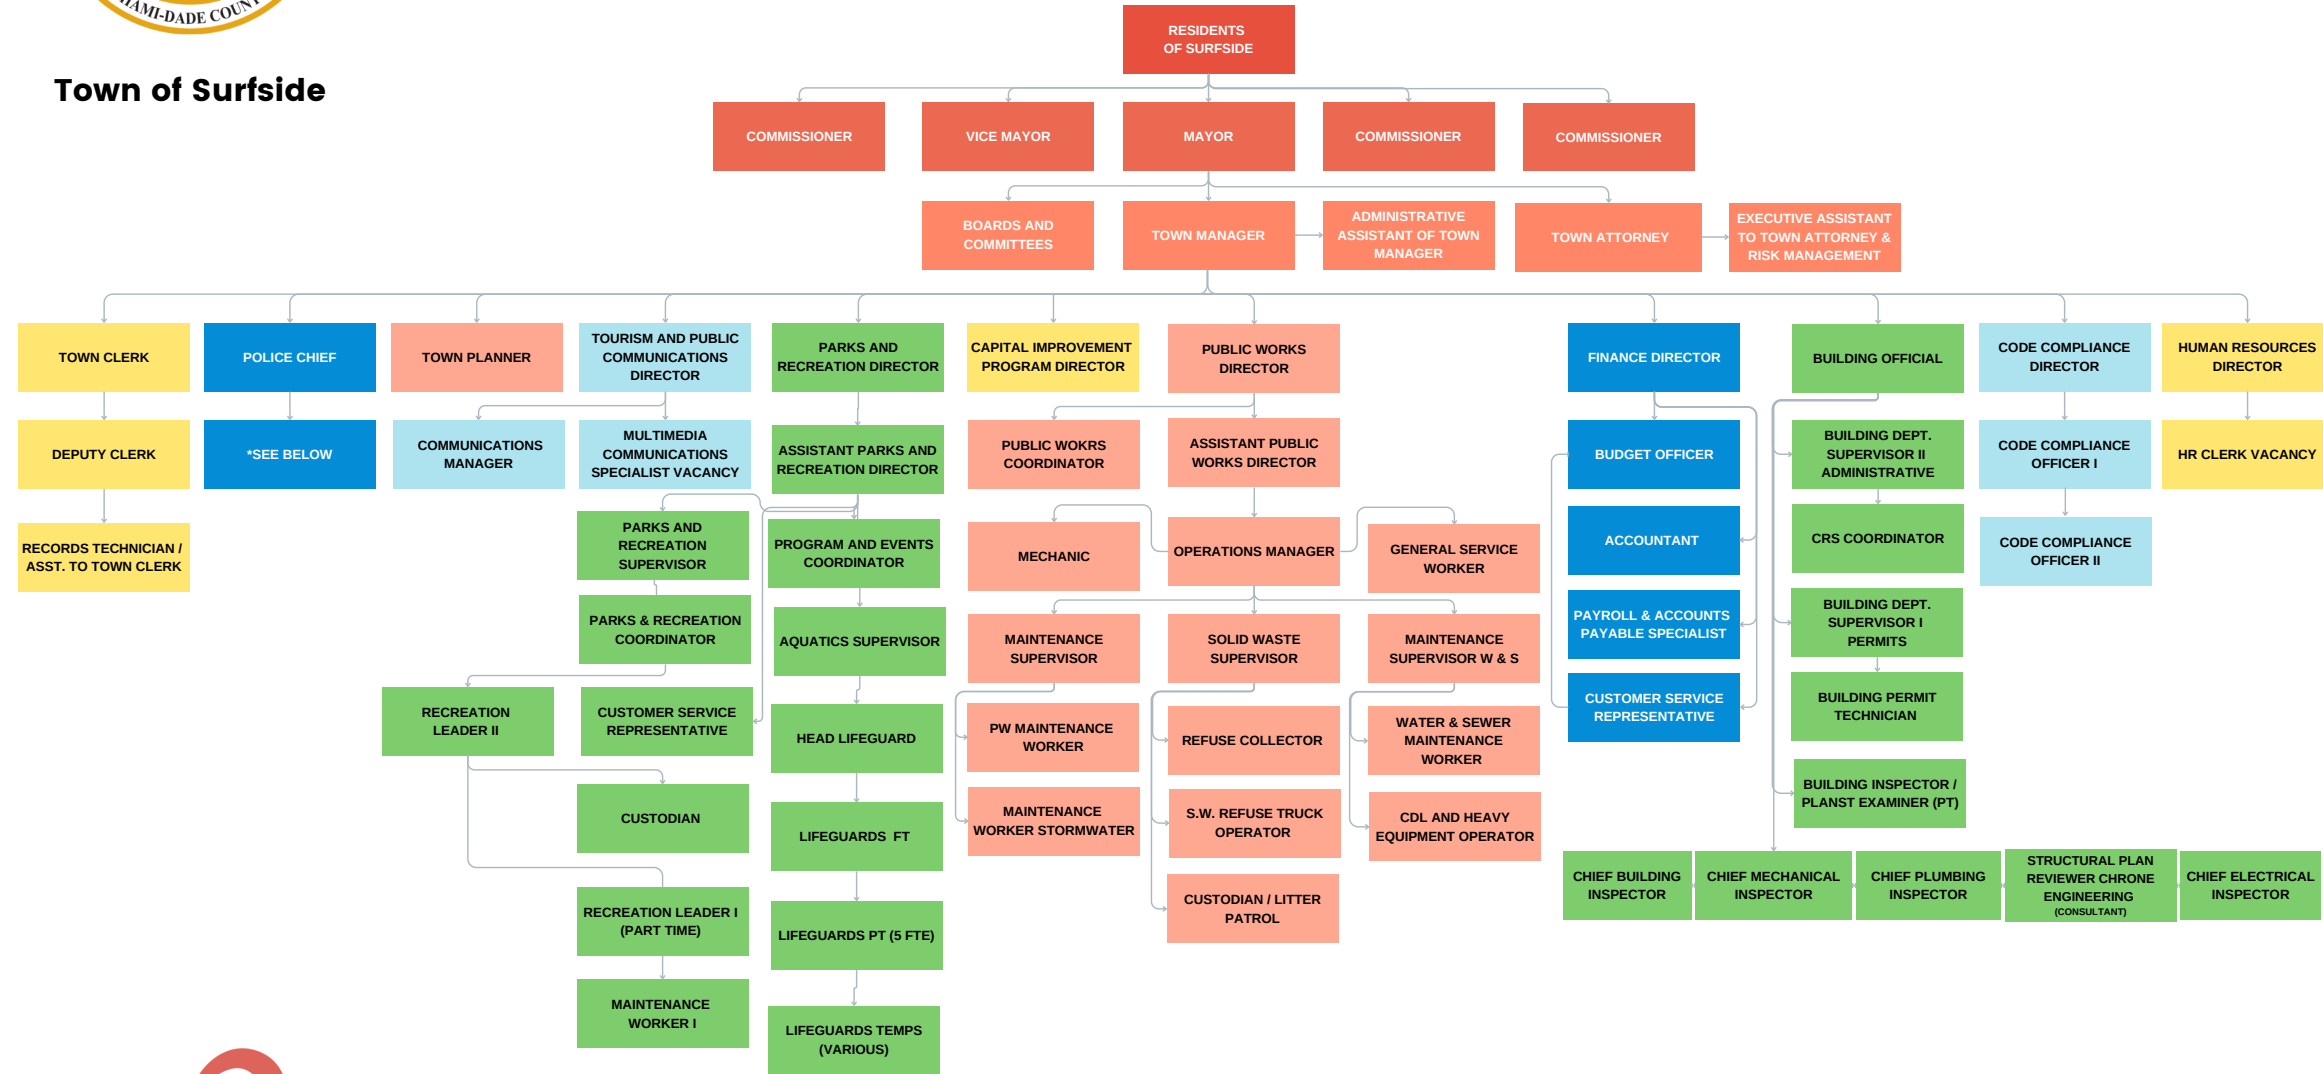 MIAMI-DADE COUNTY
Town of Surfside
RESIDENTS
OF SURFSIDE
COMMISSIONER
VICE MAYOR
MAYOR
COMMISSIONER
COMMISSIONER
BOARDS AND
COMMITTEES
TOWN MANAGER
ADMINISTRATIVE
ASSISTANT OF TOWN
MANAGER
TOWN ATTORNEY
EXECUTIVE ASSISTANT
TO TOWN ATTORNEY &
RISK MANAGEMENT
TOWN CLERK
POLICE CHIEF
TOWN PLANNER
TOURISM AND PUBLIC
COMMUNICATIONS
DIRECTOR
PARKS AND
RECREATION DIRECTOR
CAPITAL IMPROVEMENT
PROGRAM DIRECTOR
PUBLIC WORKS
DIRECTOR
FINANCE DIRECTOR
BUILDING OFFICIAL
CODE COMPLIANCE
DIRECTOR
HUMAN RESOURCES
DIRECTOR
DEPUTY CLERK
*SEE BELOW
COMMUNICATIONS
MANAGER
MULTIMEDIA
COMMUNICATIONS
SPECIALIST VACANCY
ASSISTANT PARKS AND
RECREATION DIRECTOR
PUBLIC WOKRS
COORDINATOR
ASSISTANT PUBLIC
WORKS DIRECTOR
BUDGET OFFICER
BUILDING DEPT.
SUPERVISOR II
ADMINISTRATIVE
CODE COMPLIANCE
OFFICER I
HR CLERK VACANCY
RECORDS TECHNICIAN /
ASST. TO TOWN CLERK
PARKS AND
RECREATION
SUPERVISOR
PROGRAM AND EVENTS
COORDINATOR
MECHANIC
OPERATIONS MANAGER
GENERAL SERVICE
WORKER
ACCOUNTANT
CRS COORDINATOR
CODE COMPLIANCE
OFFICER II
PARKS & RECREATION
COORDINATOR
AQUATICS SUPERVISOR
MAINTENANCE
SUPERVISOR
SOLID WASTE
SUPERVISOR
MAINTENANCE
SUPERVISOR W & S
PAYROLL & ACCOUNTS
PAYABLE SPECIALIST
BUILDING DEPT.
SUPERVISOR I
PERMITS
RECREATION
LEADER II
CUSTOMER SERVICE
REPRESENTATIVE
HEAD LIFEGUARD
PW MAINTENANCE
WORKER
REFUSE COLLECTOR
WATER & SEWER
MAINTENANCE
WORKER
CUSTOMER SERVICE
REPRESENTATIVE
BUILDING PERMIT
TECHNICIAN
CUSTODIAN
LIFEGUARDS FT
MAINTENANCE
WORKER STORMWATER
S.W. REFUSE TRUCK
OPERATOR
CDL AND HEAVY
EQUIPMENT OPERATOR
BUILDING INSPECTOR /
PLANST EXAMINER (PT)
RECREATION LEADER I
(PART TIME)
LIFEGUARDS PT (5 FTE)
CUSTODIAN / LITTER
PATROL
CHIEF BUILDING
INSPECTOR
CHIEF MECHANICAL
INSPECTOR
CHIEF PLUMBING
INSPECTOR
STRUCTURAL PLAN
REVIEWER CHRONE
ENGINEERING
(CONSULTANT)
CHIEF ELECTRICAL
INSPECTOR
MAINTENANCE
WORKER I
LIFEGUARDS TEMPS
(VARIOUS)